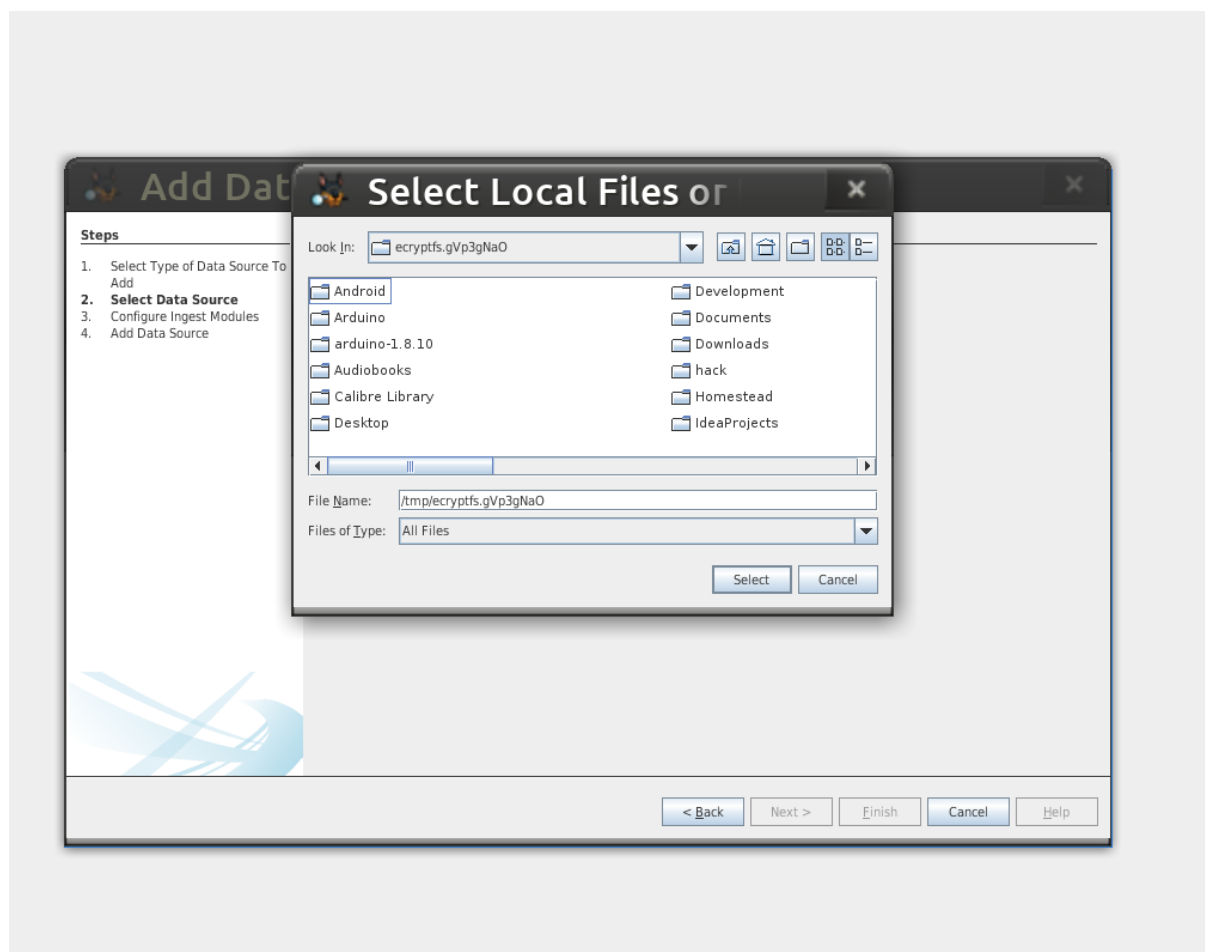 Add Dat
Select Local Files or
Steps
1. Select Type of Data Source To
Add
2. Select Data Source
3. Configure Ingest Modules
4. Add Data Source
Look In: ecryptfs.gVp3gNaO
Android
Arduino
arduino-1.8.10
Audiobooks
Calibre Library
Desktop
Development
Documents
Downloads
hack
Homestead
IdeaProjects
File Name: /tmp/ecryptfs.gVp3gNaO
Files of Type: All Files
Select Cancel
< Back Next > Finish Cancel Help